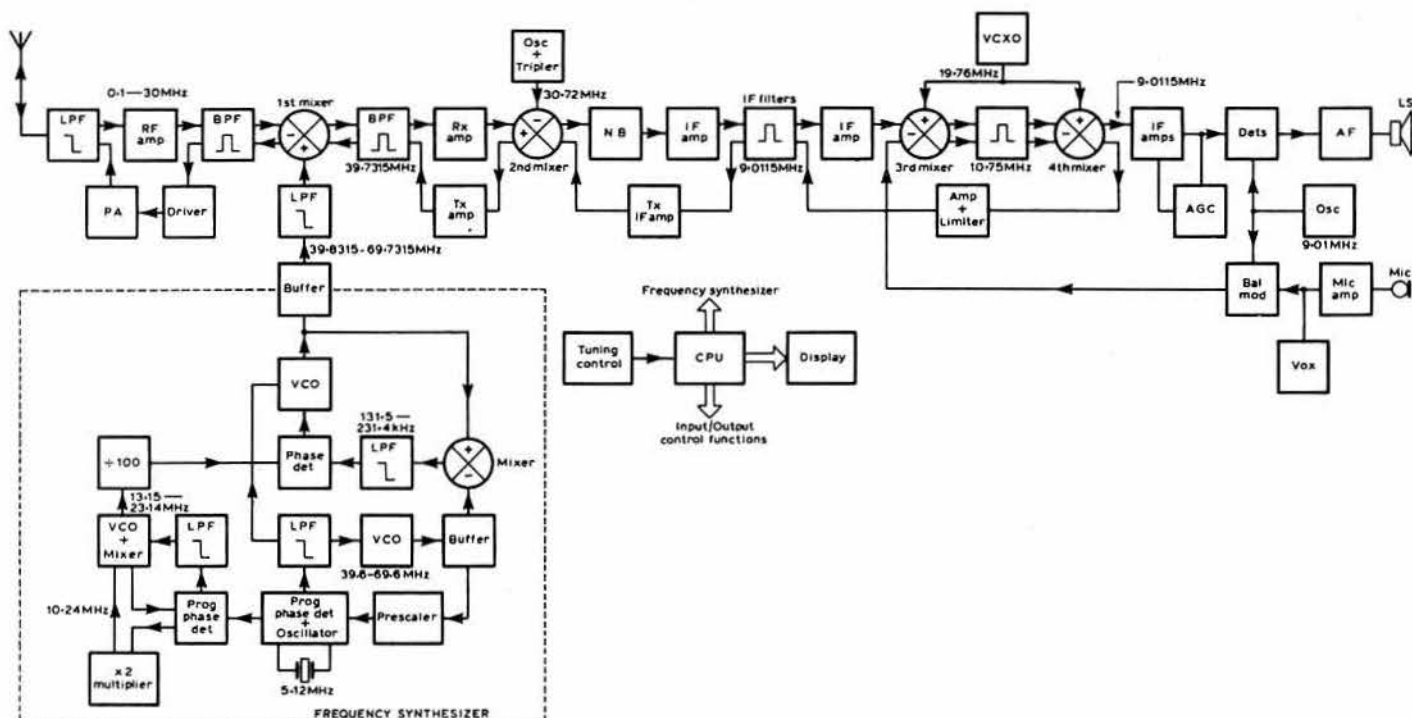 Osc
+
Tripler
VCXO
LPF
0·1—30MHz
RF
amp
BPF
1st mixer
BPF
39·7315MHz
Rx
amp
30·72MHz
2nd mixer
NB
IF
amp
IF filters
9·0115MHz
IF
amp
19·76MHz
3rd mixer
10·75MHz
4th mixer
9·0115MHz
IF
amps
Dets
AF
LS
PA
Driver
LPF
Tx
amp
Tx
IF amp
Amp
+
Limiter
AGC
Osc
9·01MHz
39·8315-69·7315MHz
Buffer
Bal
mod
Mic
amp
Mic
Vox
Frequency synthesizer
Tuning
control
CPU
Display
Input/Output
control functions
VCO
131·5—
231·4kHz
÷100
Phase
det
LPF
+
-
Mixer
13·15—
23·14MHz
VCO
+
Mixer
LPF
LPF
VCO
Buffer
39·6-69·6MHz
10·24MHz
Prog
phase
det
Prog
phase det
+
Oscillator
Prescaler
x2
multiplier
5·12MHz
FREQUENCY SYNTHESIZER